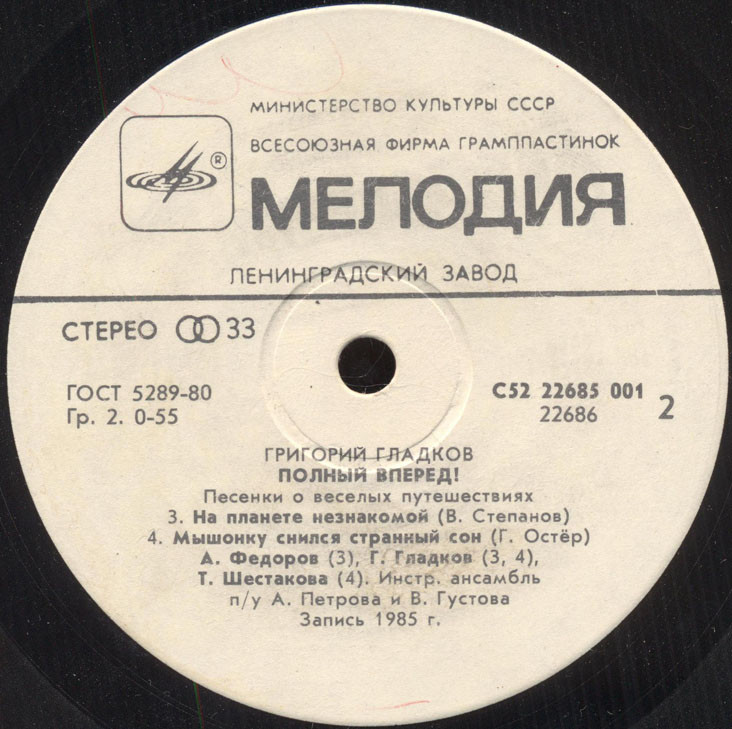 МИНИСТЕРСТВО КУЛЬТУРЫ СССР
ВСЕСОЮЗНАЯ ФИРМА ГРАМПЛАСТИНОК
®
МЕЛОДИЯ
ЛЕНИНГРАДСКИЙ ЗАВОД
СТЕРЕО 33
ГОСТ 5289-80
Гр. 2. 0-55
С52 22685 001
22686
2
ГРИГОРИЙ ГЛАДКОВ
ПОЛНЫЙ ВПЕРЕД!
Песенки о веселых путешествиях
3. На планете незнакомой (В. Степанов)
4. Мышонку снился странный сон (Г. Остёр)
А. Федоров (3), Г. Гладков (3, 4),
Т. Шестакова (4). Инстр. ансамбль
п/у А. Петрова и В. Густова
Запись 1985 г.